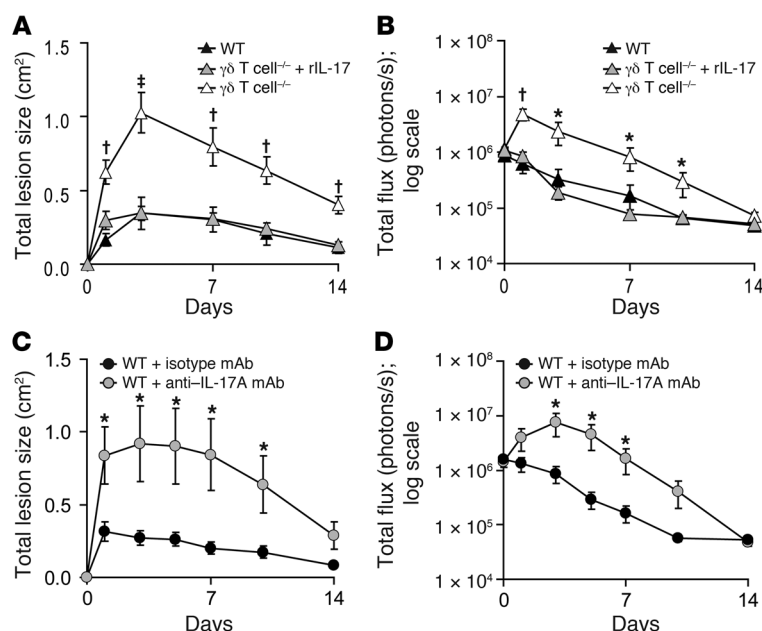 A
Total lesion size (cm²)
1.5
1.0
0.5
0.0
WT
γδ T cell⁻/⁻ + rIL-17
γδ T cell⁻/⁻
†
‡
†
†
†
0
7
14
Days
B
Total flux (photons/s);
log scale
1 × 10⁸
1 × 10⁷
1 × 10⁶
1 × 10⁵
1 × 10⁴
WT
γδ T cell⁻/⁻ + rIL-17
γδ T cell⁻/⁻
†
*
*
*
0
7
14
Days
C
Total lesion size (cm²)
1.5
1.0
0.5
0.0
WT + isotype mAb
WT + anti–IL-17A mAb
*
*
*
*
*
0
7
14
Days
D
Total flux (photons/s);
log scale
1 × 10⁸
1 × 10⁷
1 × 10⁶
1 × 10⁵
1 × 10⁴
WT + isotype mAb
WT + anti–IL-17A mAb
*
*
*
0
7
14
Days